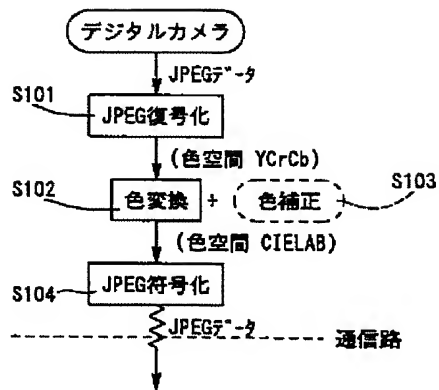 デジタルカメラ
JPEGデータ
S101
JPEG復号化
(色空間 YCrCb)
S102
色変換 + 色補正
S103
(色空間 CIELAB)
S104
JPEG符号化
JPEGデータ
通信路